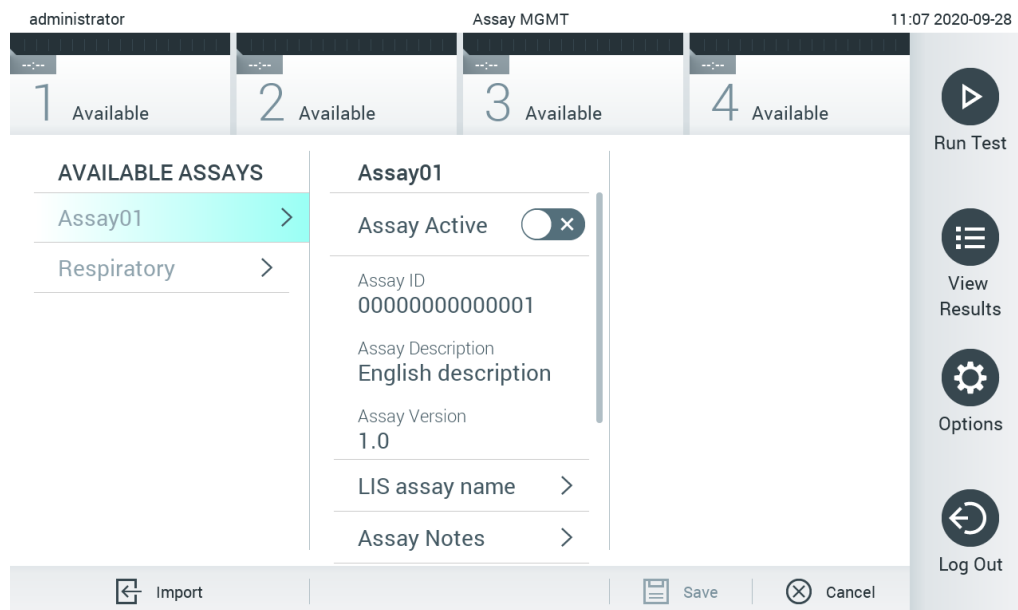 administrator
Assay MGMT
11:07 2020-09-28
--:--
--:--
--:--
--:--
1 Available
2 Available
3 Available
4 Available
Run Test
View
Results
Options
Log Out
AVAILABLE ASSAYS
Assay01
Respiratory
Assay01
Assay Active
Assay ID
00000000000001
Assay Description
English description
Assay Version
1.0
LIS assay name
Assay Notes
Import
Save
Cancel